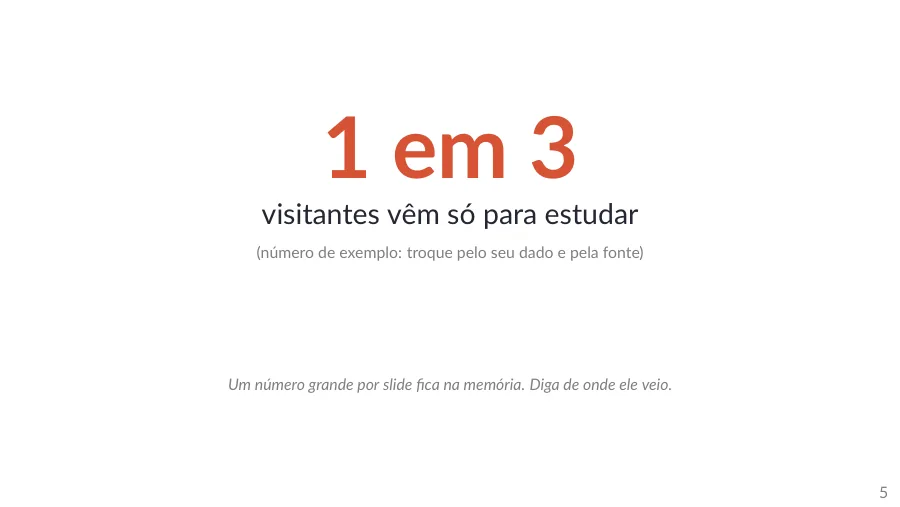 1 em 3
visitantes vêm só para estudar
(número de exemplo: troque pelo seu dado e pela fonte)
Um número grande por slide fica na memória. Diga de onde ele veio.
5